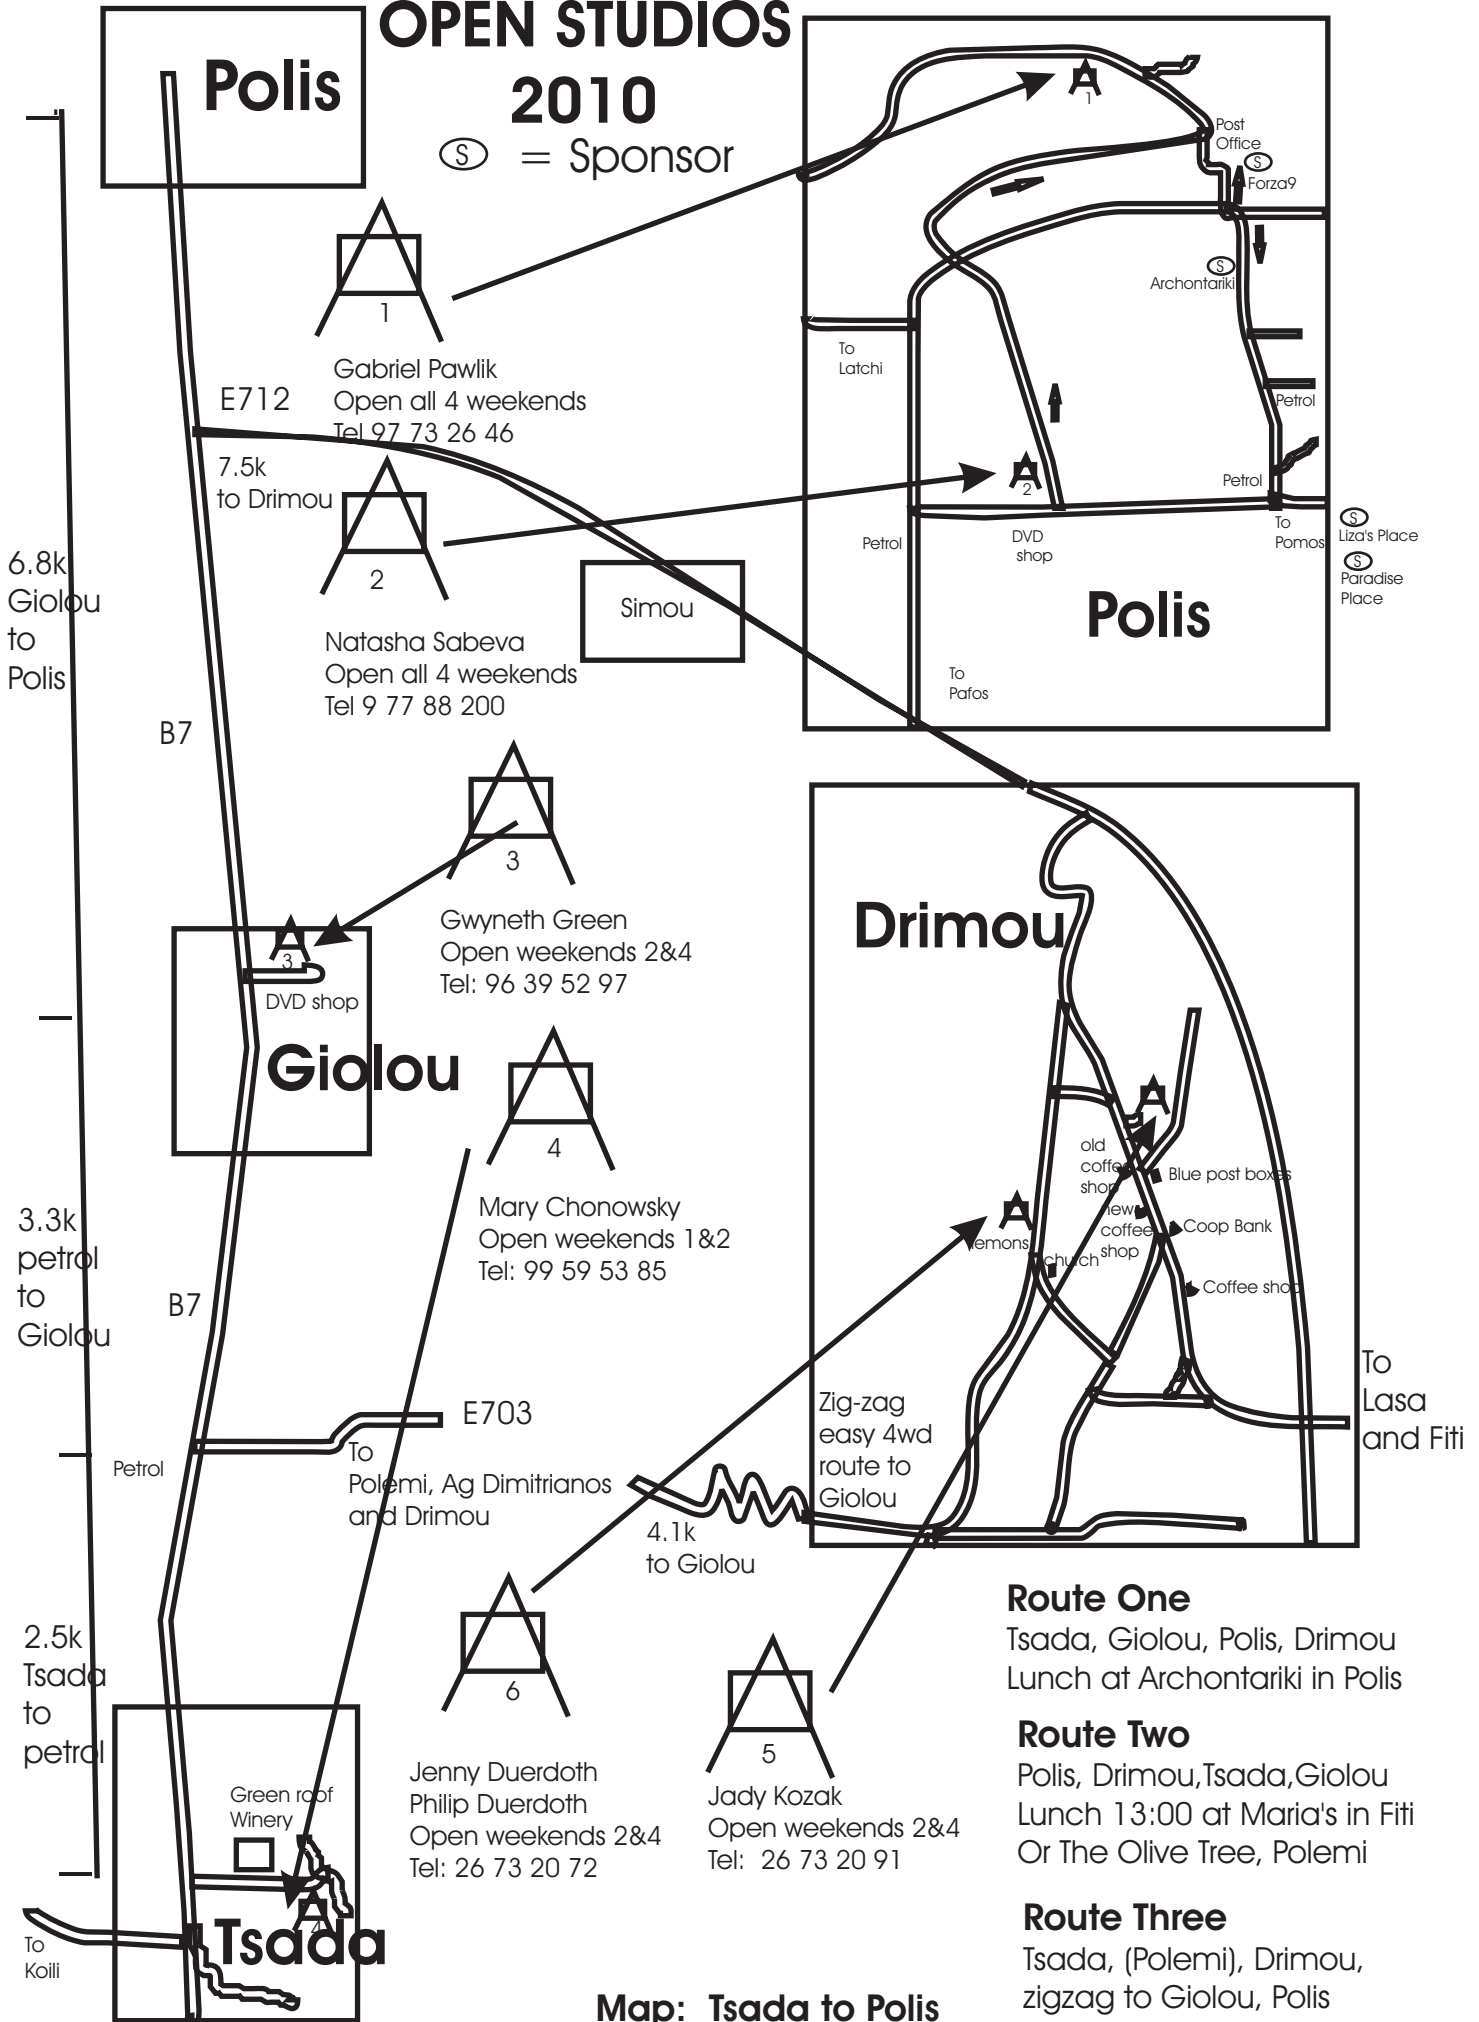 OPEN STUDIOS
2010
S = Sponsor
Polis
1
Gabriel Pawlik
Open all 4 weekends
Tel 97 73 26 46
E712
7.5k
to Drimou
2
Natasha Sabeva
Open all 4 weekends
Tel 9 77 88 200
6.8k
Giolou
to
Polis
B7
Simou
1
Post
Office
S
Forza9
S
Archontariki
To
Latchi
Petrol
2
Petrol
Petrol
DVD
shop
To
Pomos
S
Liza's Place
S
Paradise
Place
Polis
To
Pafos
3
Gwyneth Green
Open weekends 2&4
Tel: 96 39 52 97
3
DVD shop
Giolou
4
Mary Chonowsky
Open weekends 1&2
Tel: 99 59 53 85
3.3k
petrol
to
Giolou
B7
E703
To
Polemi, Ag Dimitrianos
and Drimou
Petrol
Drimou
old
coffee
shop
Blue post boxes
new
coffee
shop
Coop Bank
lemons
church
Coffee shop
To
Lasa
and Fiti
Zig-zag
easy 4wd
route to
Giolou
4.1k
to Giolou
2.5k
Tsada
to
petrol
6
Jenny Duerdoth
Philip Duerdoth
Open weekends 2&4
Tel: 26 73 20 72
5
Jady Kozak
Open weekends 2&4
Tel: 26 73 20 91
Green roof
Winery
4
Tsada
To
Koili
Route One
Tsada, Giolou, Polis, Drimou
Lunch at Archontariki in Polis
Route Two
Polis, Drimou,Tsada,Giolou
Lunch 13:00 at Maria's in Fiti
Or The Olive Tree, Polemi
Route Three
Tsada, (Polemi), Drimou,
zigzag to Giolou, Polis
Map: Tsada to Polis